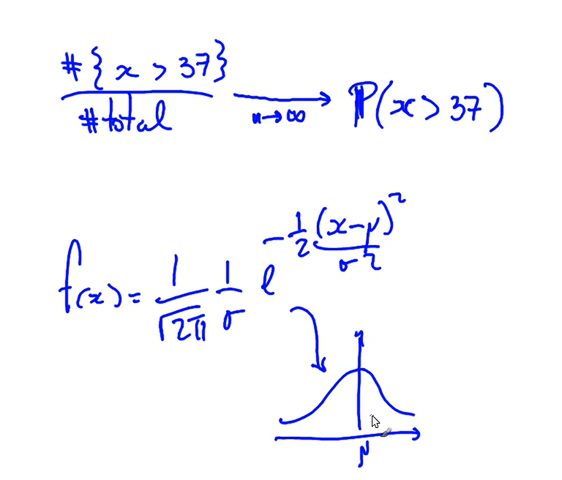 #{x > 37}
#total
n→∞
P(x > 37)
f(x) = 1/√2π 1/σ e^-1/2 (x-μ)²/σ²
μ